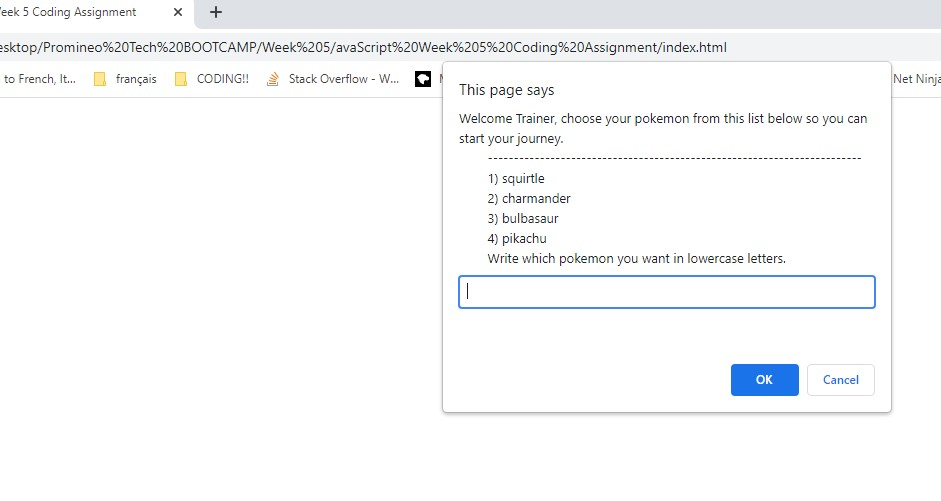 eek 5 Coding Assignment
esktop/Promineo%20Tech%20BOOTCAMP/Week%205/avaScript%20Week%205%20Coding%20Assignment/index.html
to French, It... français CODING!! Stack Overflow - W... Net Ninja
This page says
Welcome Trainer, choose your pokemon from this list below so you can
start your journey.
---------------------------------------------------------------------------
1) squirtle
2) charmander
3) bulbasaur
4) pikachu
Write which pokemon you want in lowercase letters.
OK Cancel